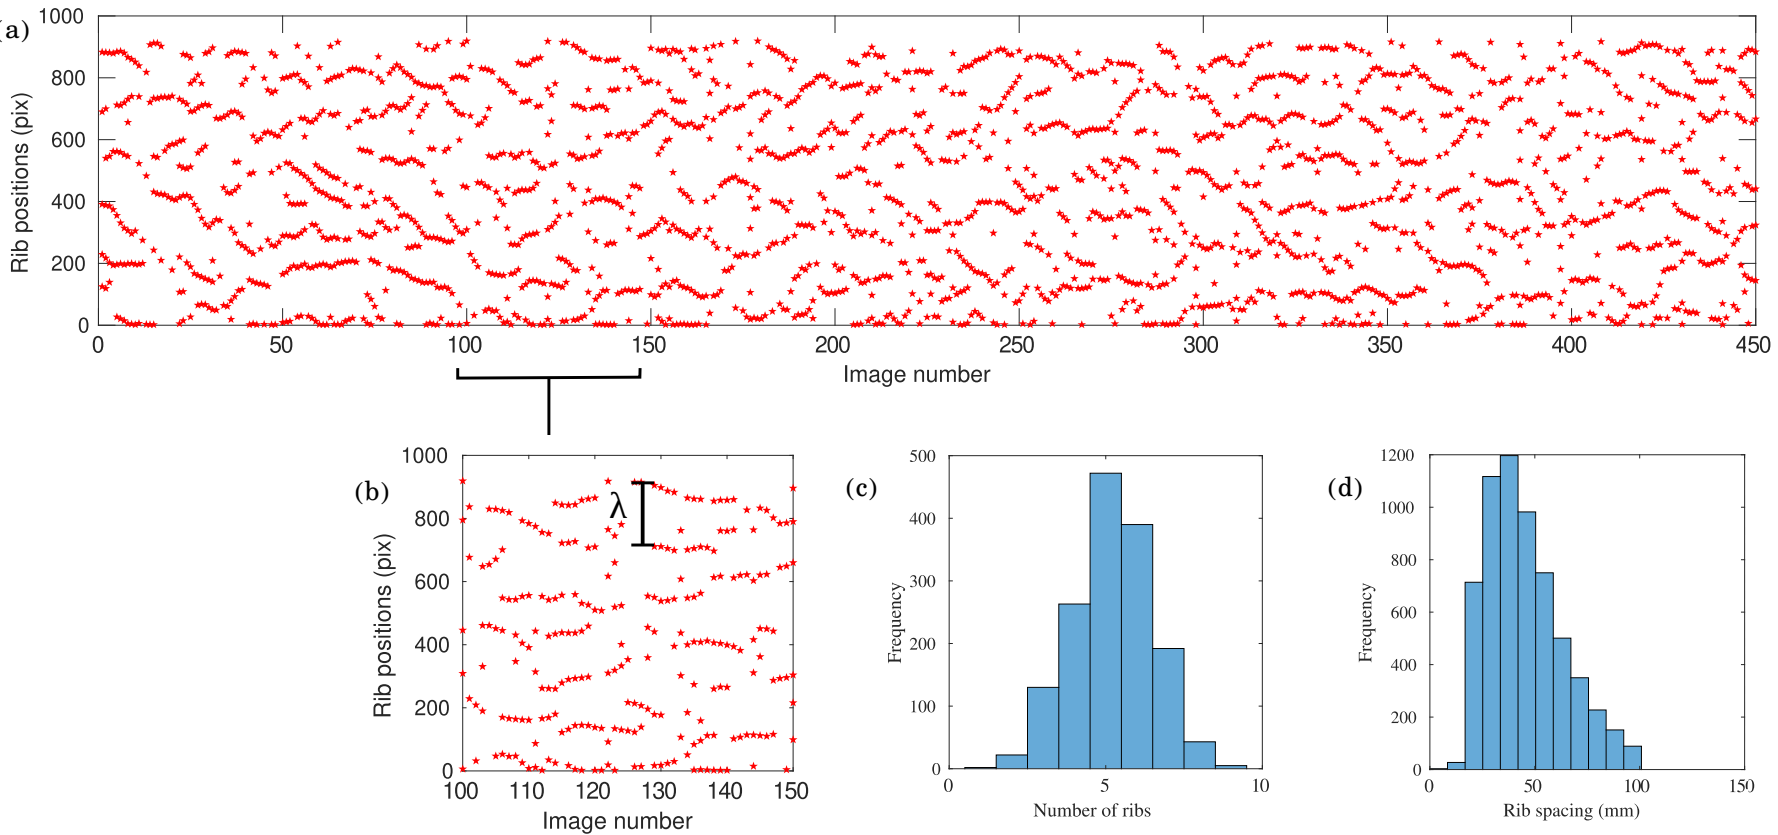 (a)
Rib positions (pix)
1000
800
600
400
200
0
0 50 100 150 200 250 300 350 400 450
Image number
(b)
Rib positions (pix)
1000
800
600
400
200
0
λ
100 110 120 130 140 150
Image number
(c)
Frequency
500
400
300
200
100
0
0 5 10
Number of ribs
(d)
Frequency
1200
1000
800
600
400
200
0
0 50 100 150
Rib spacing (mm)